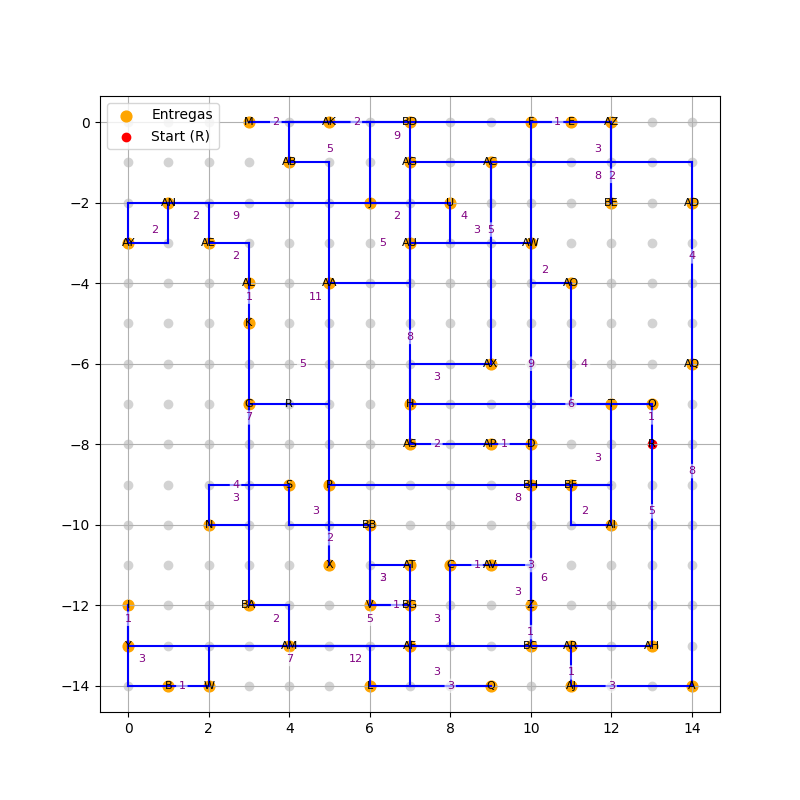 Entregas
Start (R)
0
−2
−4
−6
−8
−10
−12
−14
0 2 4 6 8 10 12 14
M 2 AK 2 BD F 1 E AZ
9
5 3
AB AG AC
8 2
AN J U BE AD
2 9 2 4
2 3 5
AY AE 5 AU AW
2 4
2
AL AA AO
1 11
K
8
5 AX 9 4 AQ
3
G R H 6 T O
7 1
AS 2 AP 1 D
3 8
4 S P BH BF
3 8
3 2 5
N BB AI
2
X AT C 1 AV 3
3 6
3
I BA V 1 BG Z
1 2 5 3 1
Y AM AF BC AR AH
3 7 12
3 1
B 1 W L 3 Q AJ 3 A